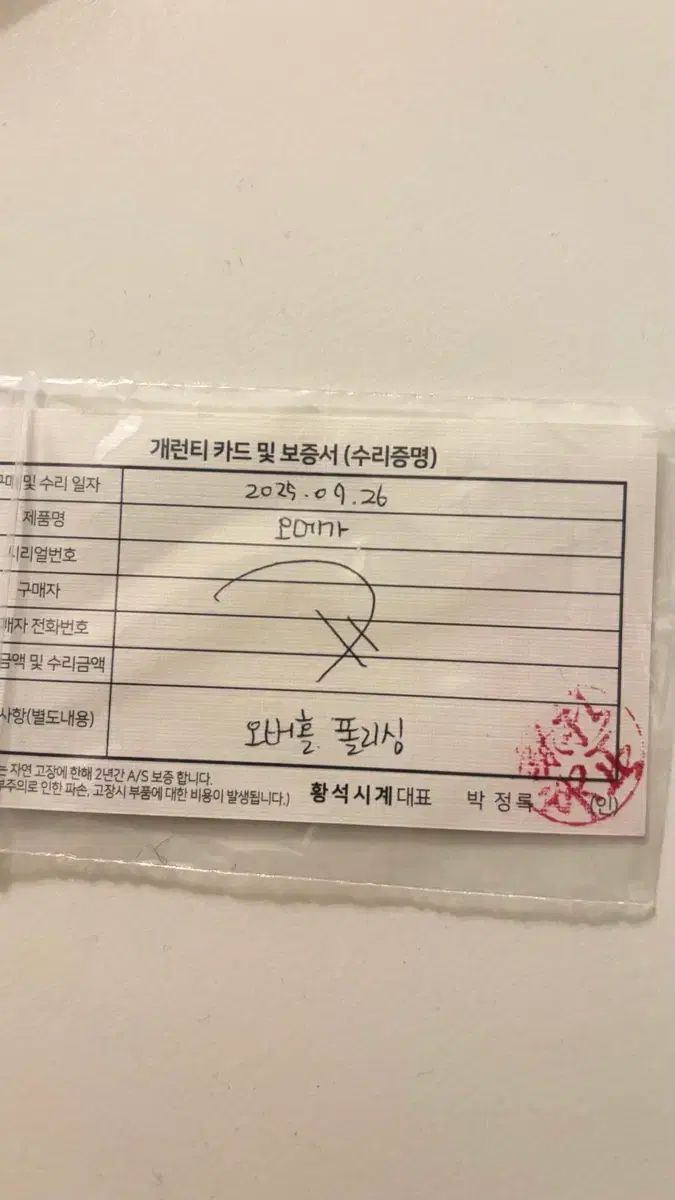 개런티 카드 및 보증서 (수리증명)
및 수리 일자 2025.09.26
제품명 오메가
시리얼번호
구매자
매자 전화번호
금액 및 수리금액
사항(별도내용) 오버홀 폴리싱
는 자연 고장에 한해 2년간 A/S 보증 합니다.
부주의로 인한 파손, 고장시 부품에 대한 비용이 발생됩니다.) 황석시계대표 박 정록 (인)